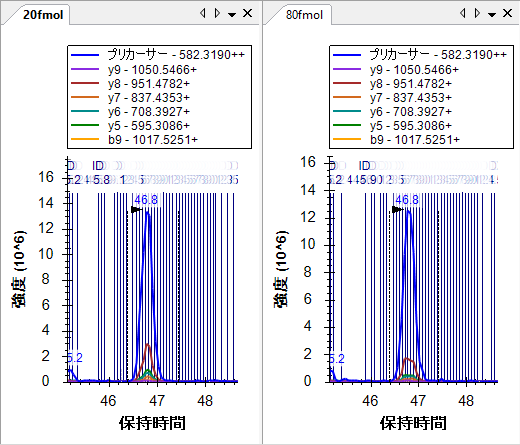 20fmol
プリカーサー - 582.3190++
y9 - 1050.5466+
y8 - 951.4782+
y7 - 837.4353+
y6 - 708.3927+
y5 - 595.3086+
b9 - 1017.5251+
ID
46.8
5.2
強度 (10^6)
16
14
12
10
8
6
4
2
0
46
47
48
保持時間
80fmol
プリカーサー - 582.3190++
y9 - 1050.5466+
y8 - 951.4782+
y7 - 837.4353+
y6 - 708.3927+
y5 - 595.3086+
b9 - 1017.5251+
ID
46.8
5.2
強度 (10^6)
16
14
12
10
8
6
4
2
0
46
47
48
保持時間